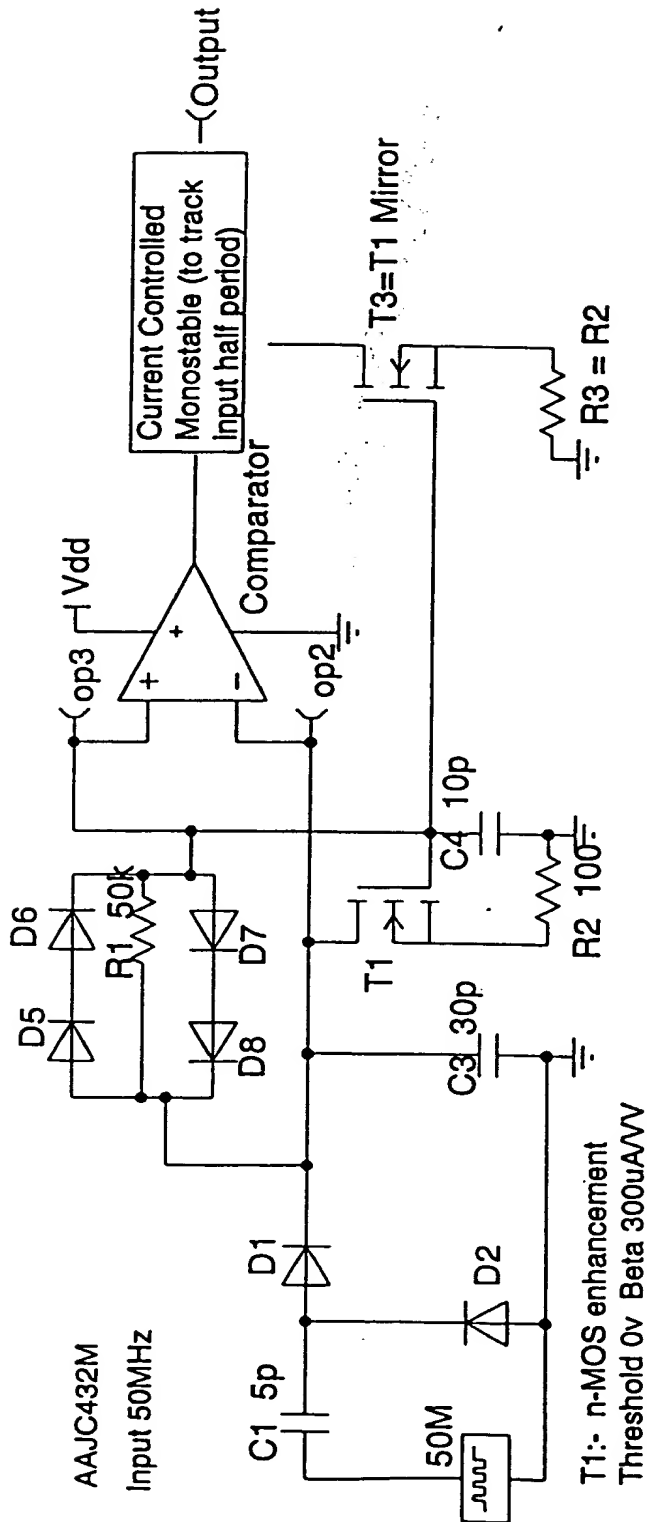 AAJC432M
Input 50MHz
D5
D6
R1 50k
D8
D7
op3
Vdd
+
+
-
Comparator
op2
Current Controlled
Monostable (to track
Input half period)
Output
C1 5p
D1
50M
D2
C3 30p
T1
C4 10p
R2 100
T3=T1 Mirror
R3 = R2
T1:- n-MOS enhancement
Threshold 0v Beta 300uA/VV